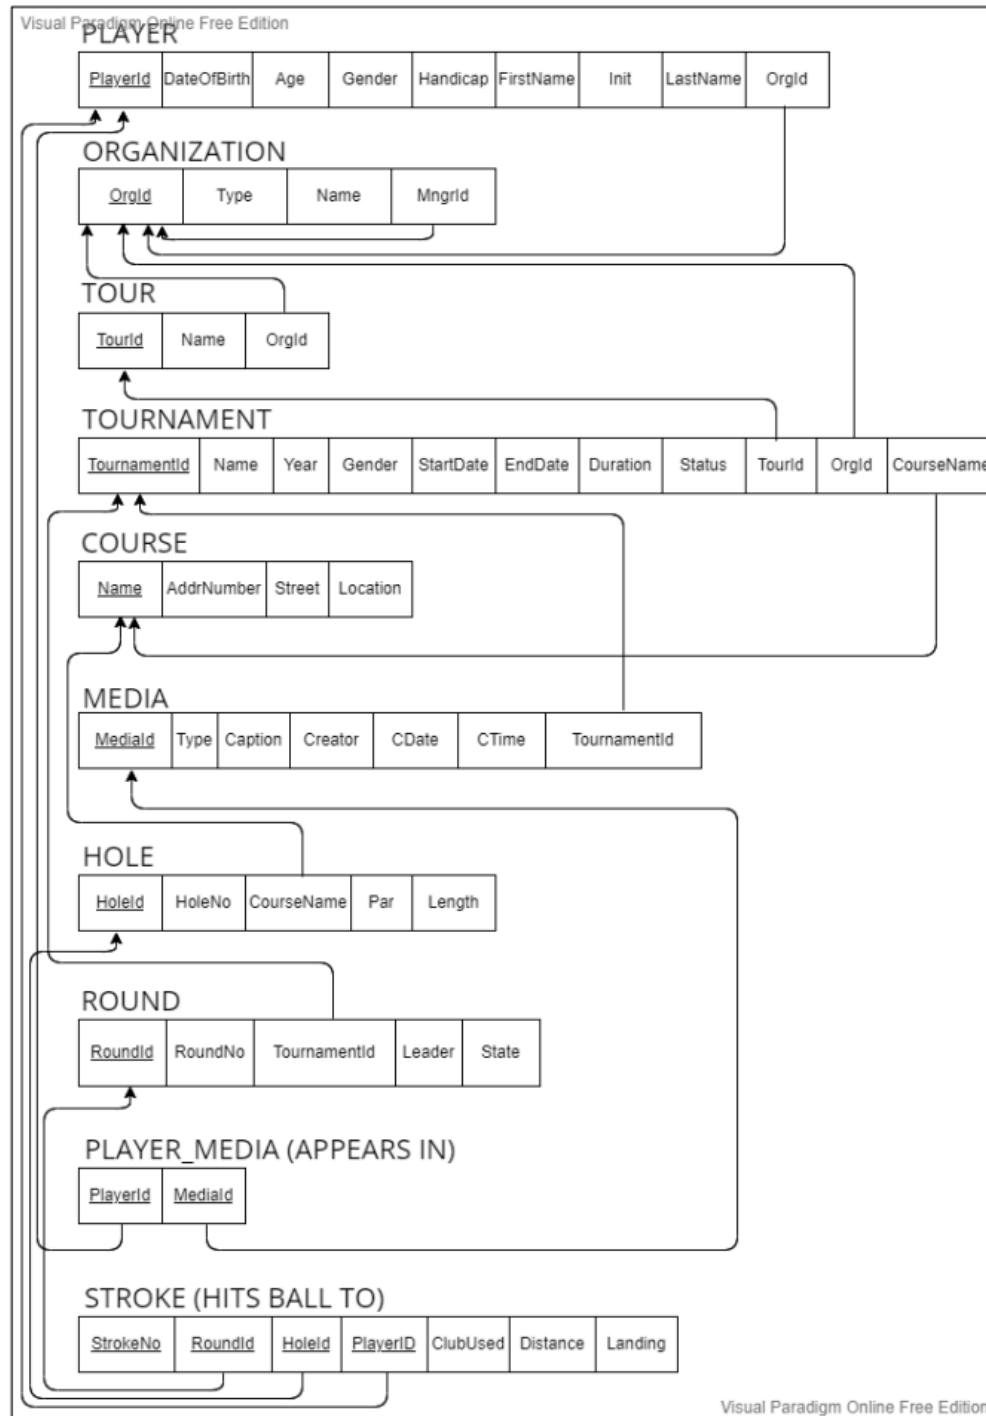 Visual Paradigm Online Free Edition
PLAYER
PlayerId DateOfBirth Age Gender Handicap FirstName Init LastName OrgId
ORGANIZATION
OrgId Type Name MngrId
TOUR
TourId Name OrgId
TOURNAMENT
TournamentId Name Year Gender StartDate EndDate Duration Status TourId OrgId CourseName
COURSE
Name AddrNumber Street Location
MEDIA
MediaId Type Caption Creator CDate CTime TournamentId
HOLE
HoleId HoleNo CourseName Par Length
ROUND
RoundId RoundNo TournamentId Leader State
PLAYER_MEDIA (APPEARS IN)
PlayerId MediaId
STROKE (HITS BALL TO)
StrokeNo RoundId HoleId PlayerID ClubUsed Distance Landing
Visual Paradigm Online Free Edition